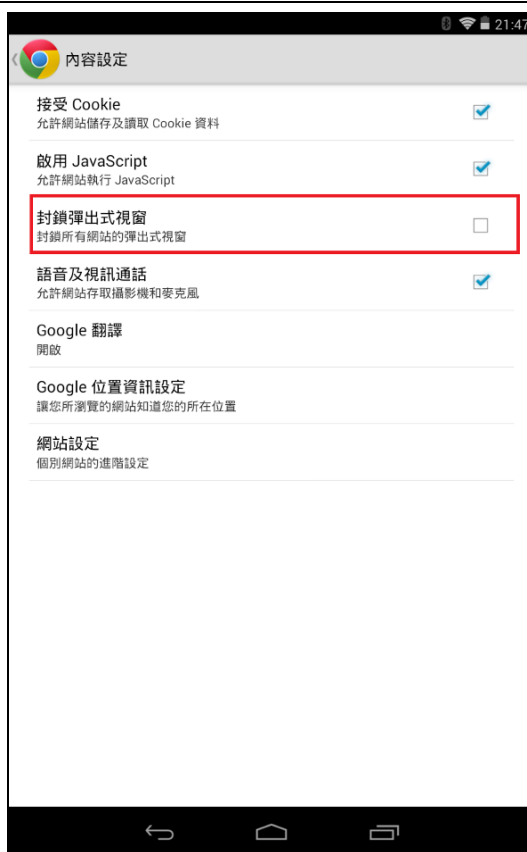 21:47
內容設定
接受 Cookie
允許網站儲存及讀取 Cookie 資料
啟用 JavaScript
允許網站執行 JavaScript
封鎖彈出式視窗
封鎖所有網站的彈出式視窗
語音及視訊通話
允許網站存取攝影機和麥克風
Google 翻譯
開啟
Google 位置資訊設定
讓您所瀏覽的網站知道您的所在位置
網站設定
個別網站的進階設定